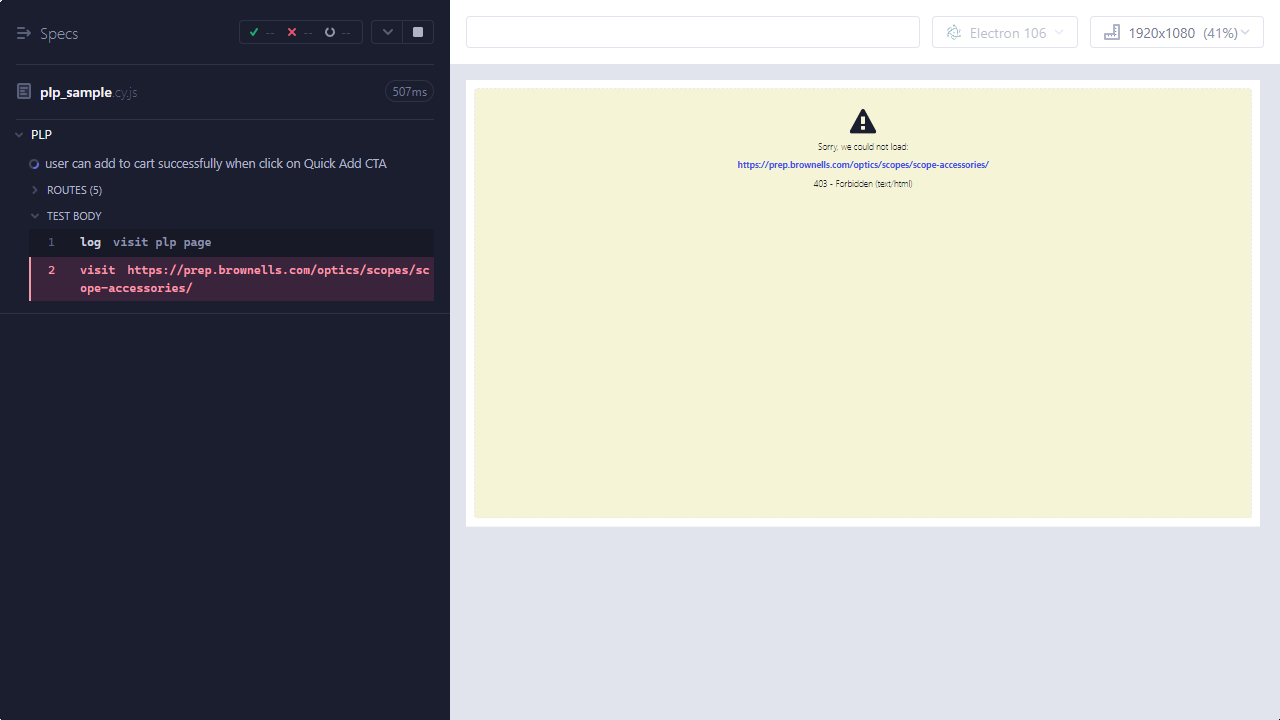 Specs
--
--
--
Electron 106
1920x1080 (41%)
plp_sample.cy.js
507ms
PLP
user can add to cart successfully when click on Quick Add CTA
ROUTES (5)
TEST BODY
1 log visit plp page
2 visit https://prep.brownells.com/optics/scopes/sc
ope-accessories/
Sorry, we could not load:
https://prep.brownells.com/optics/scopes/scope-accessories/
403 - Forbidden (text/html)